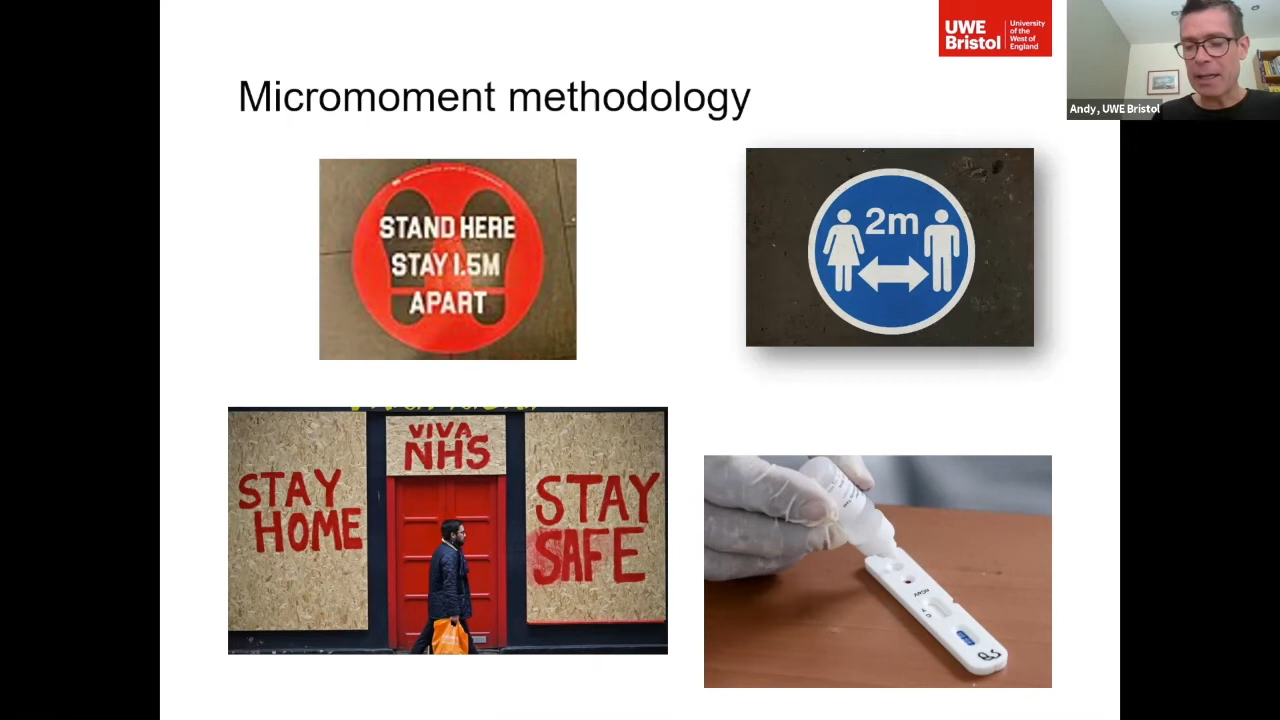 UWE
Bristol
University
of the
West of
England
Andy, UWE Bristol
Micromoment methodology
STAND HERE
STAY 1.5M
APART
2m
VIVA
NHS
STAY
HOME
STAY
SAFE
BS